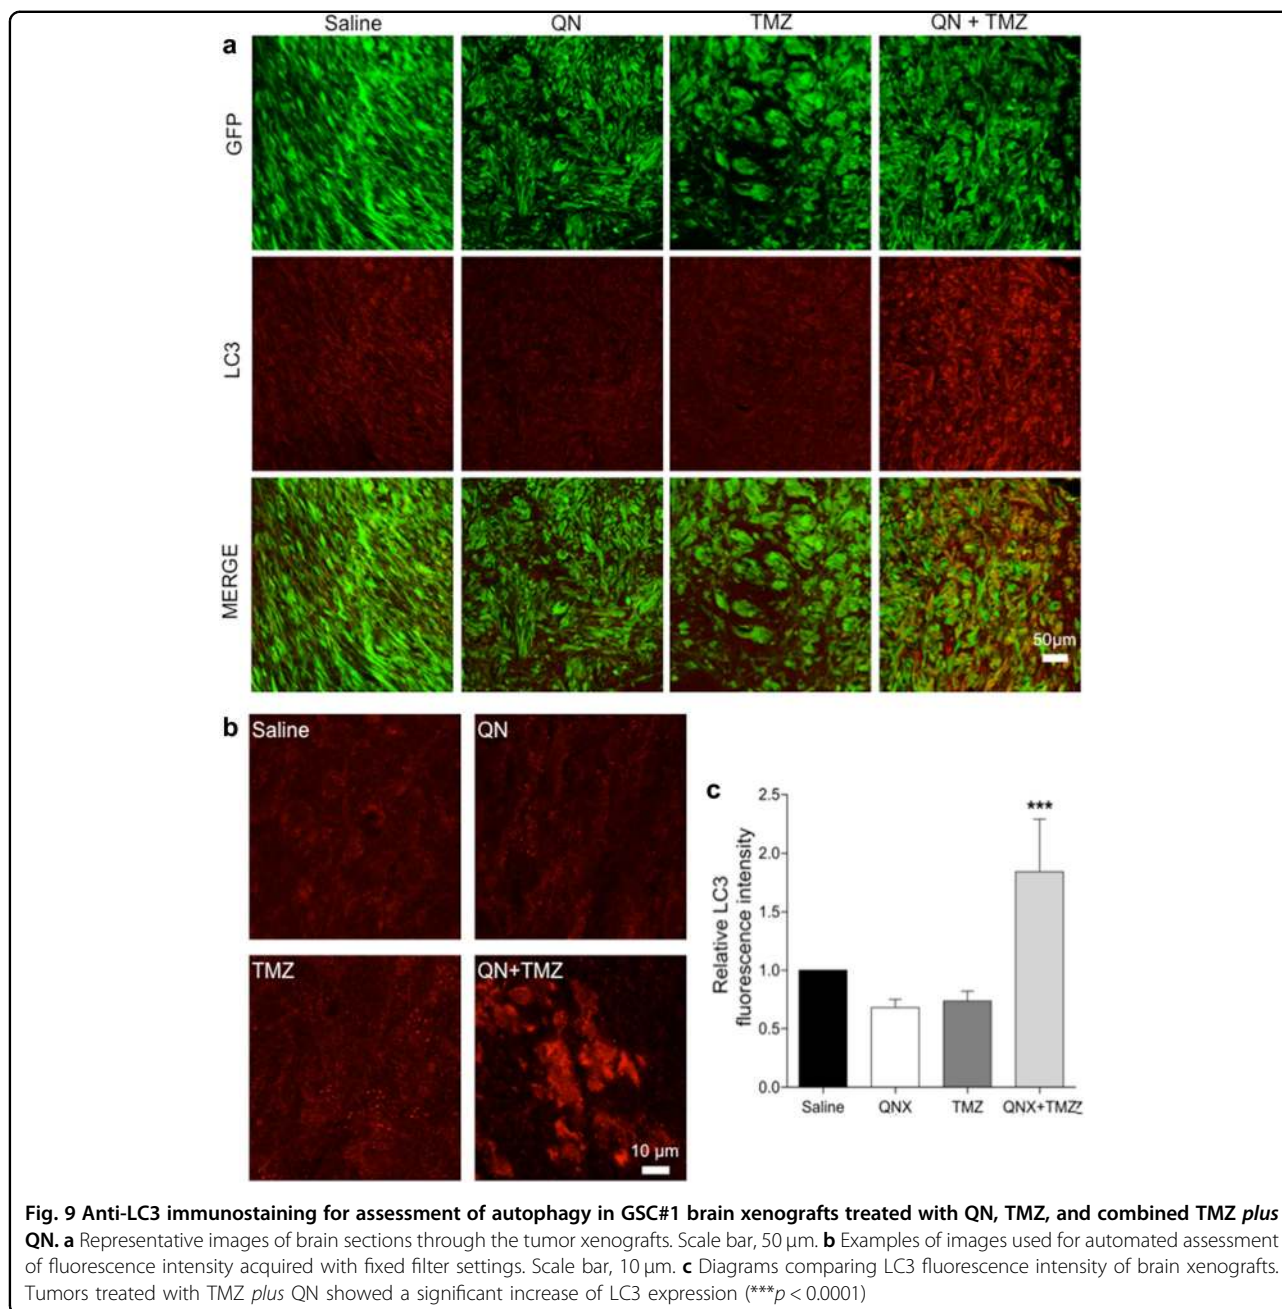 Saline QN TMZ QN + TMZ
a
GFP
LC3
MERGE
50μm
b
Saline QN
TMZ QN+TMZ
10 μm
c
***
Relative LC3
fluorescence intensity
2.5
2.0
1.5
1.0
0.5
0.0
Saline QNX TMZ QNX+TMZ
Fig. 9 Anti-LC3 immunostaining for assessment of autophagy in GSC#1 brain xenografts treated with QN, TMZ, and combined TMZ plus
QN. a Representative images of brain sections through the tumor xenografts. Scale bar, 50 μm. b Examples of images used for automated assessment
of fluorescence intensity acquired with fixed filter settings. Scale bar, 10 μm. c Diagrams comparing LC3 fluorescence intensity of brain xenografts.
Tumors treated with TMZ plus QN showed a significant increase of LC3 expression (***p < 0.0001)